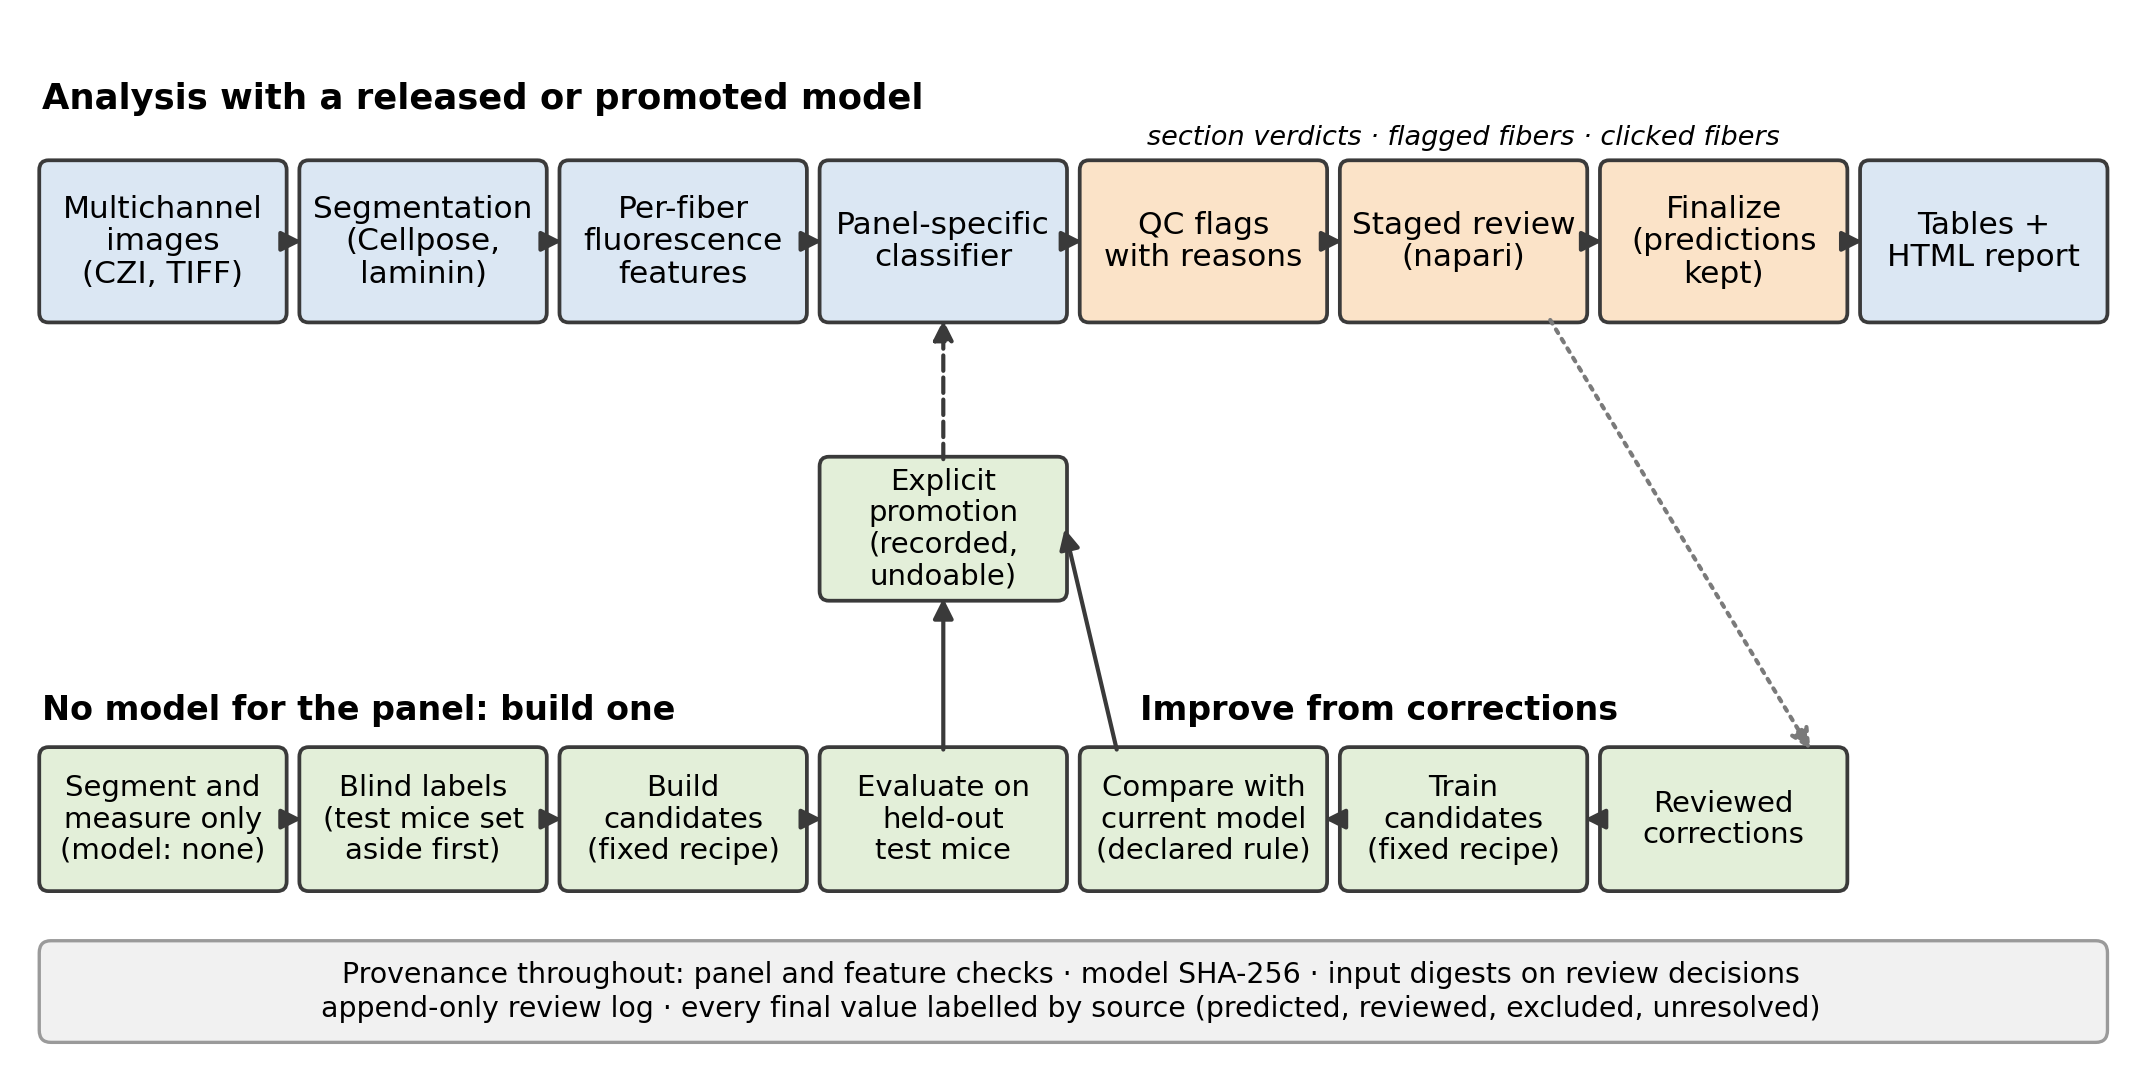 Analysis with a released or promoted model
section verdicts · flagged fibers · clicked fibers
Multichannel
images
(CZI, TIFF)
Segmentation
(Cellpose,
laminin)
Per-fiber
fluorescence
features
Panel-specific
classifier
QC flags
with reasons
Staged review
(napari)
Finalize
(predictions
kept)
Tables +
HTML report
Explicit
promotion
(recorded,
undoable)
No model for the panel: build one
Improve from corrections
Segment and
measure only
(model: none)
Blind labels
(test mice set
aside first)
Build
candidates
(fixed recipe)
Evaluate on
held-out
test mice
Compare with
current model
(declared rule)
Train
candidates
(fixed recipe)
Reviewed
corrections
Provenance throughout: panel and feature checks · model SHA-256 · input digests on review decisions
append-only review log · every final value labelled by source (predicted, reviewed, excluded, unresolved)